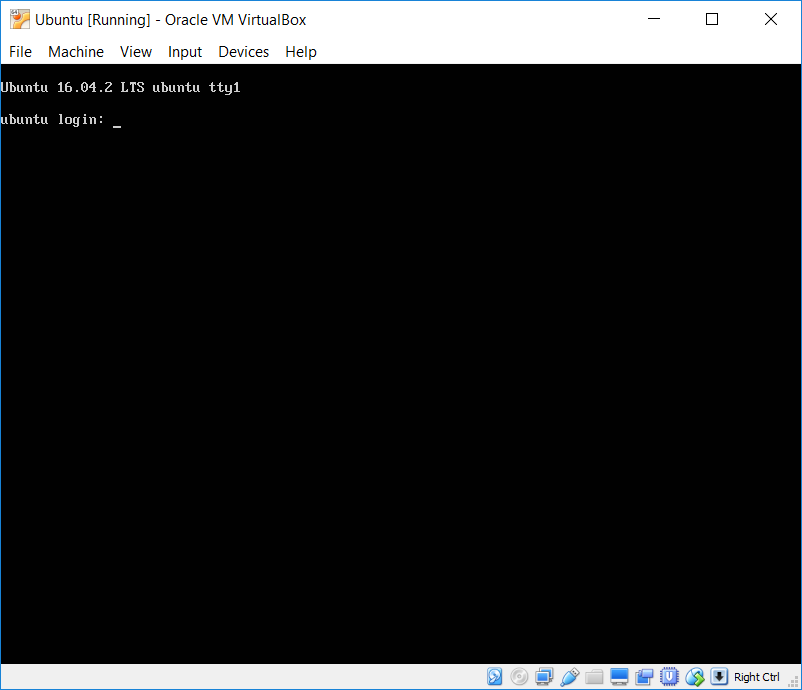 Ubuntu [Running] - Oracle VM VirtualBox
File Machine View Input Devices Help
Ubuntu 16.04.2 LTS ubuntu tty1
ubuntu login: _
Right Ctrl